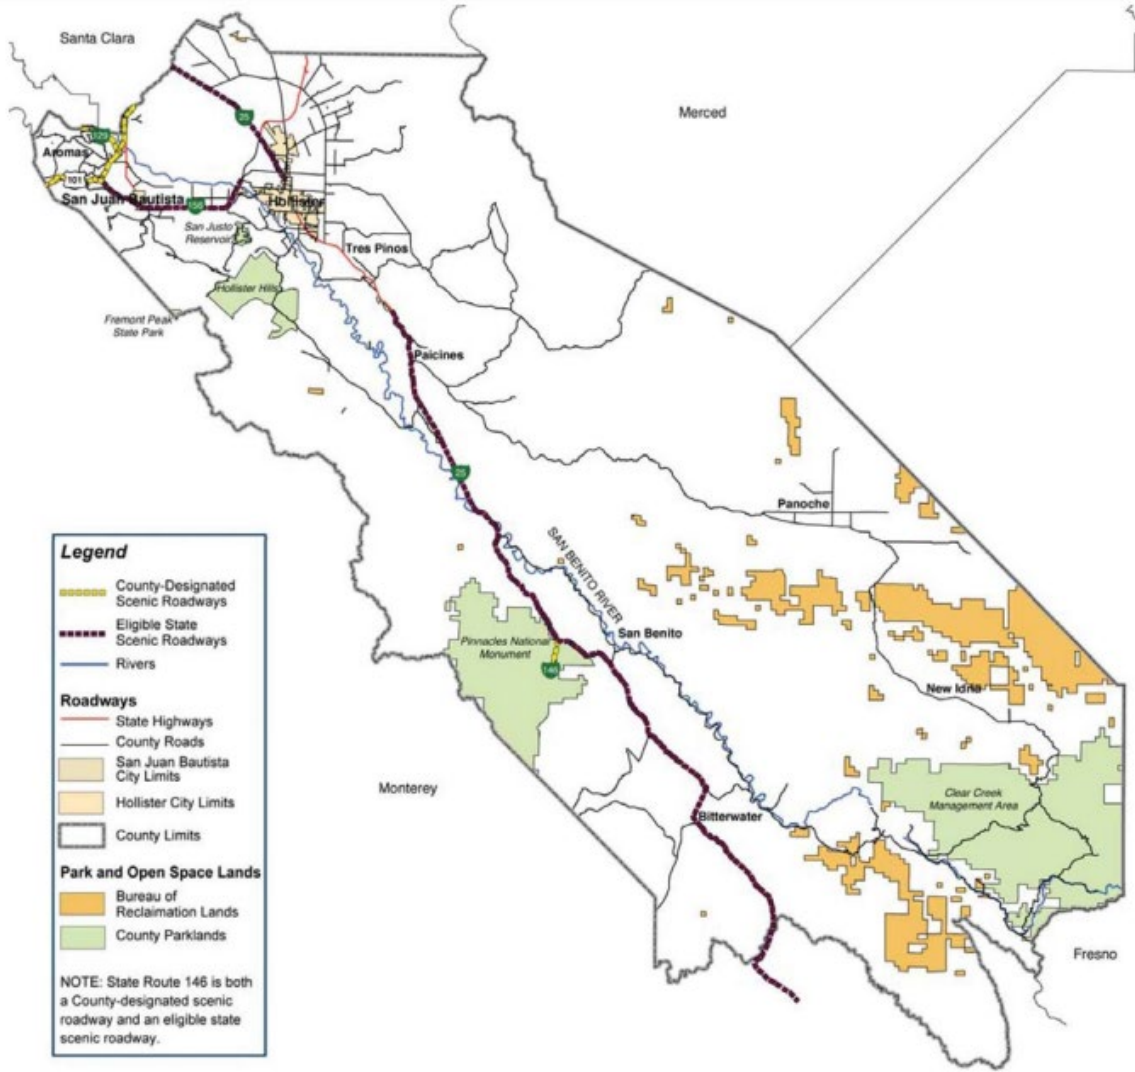 Santa Clara
Merced
25
129
Aromas
101
San Juan Bautista
156
Hollister
San Justo
Reservoir
Tres Pinos
Hollister Hills
Fremont Peak
State Park
Paicines
25
Panoche
SAN BENITO RIVER
San Benito
Pinnacles National
Monument
146
New Idria
Monterey
Clear Creek
Management Area
Bitterwater
Fresno
Legend
County-Designated
Scenic Roadways
Eligible State
Scenic Roadways
Rivers
Roadways
State Highways
County Roads
San Juan Bautista
City Limits
Hollister City Limits
County Limits
Park and Open Space Lands
Bureau of
Reclaimation Lands
County Parklands
NOTE: State Route 146 is both
a County-designated scenic
roadway and an eligible state
scenic roadway.